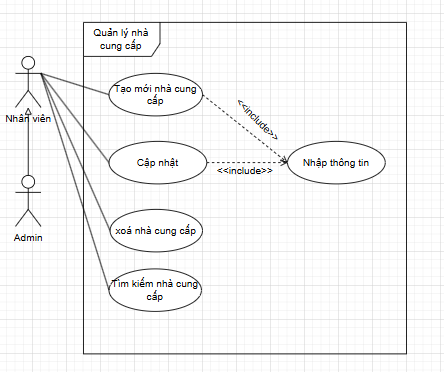 Quản lý nhà
cung cấp
Tạo mới nhà cung
cấp
<<include>>
Nhân viên
Cập nhật
<<include>>
Nhập thông tin
xoá nhà cung cấp
Admin
Tìm kiếm nhà cung
cấp